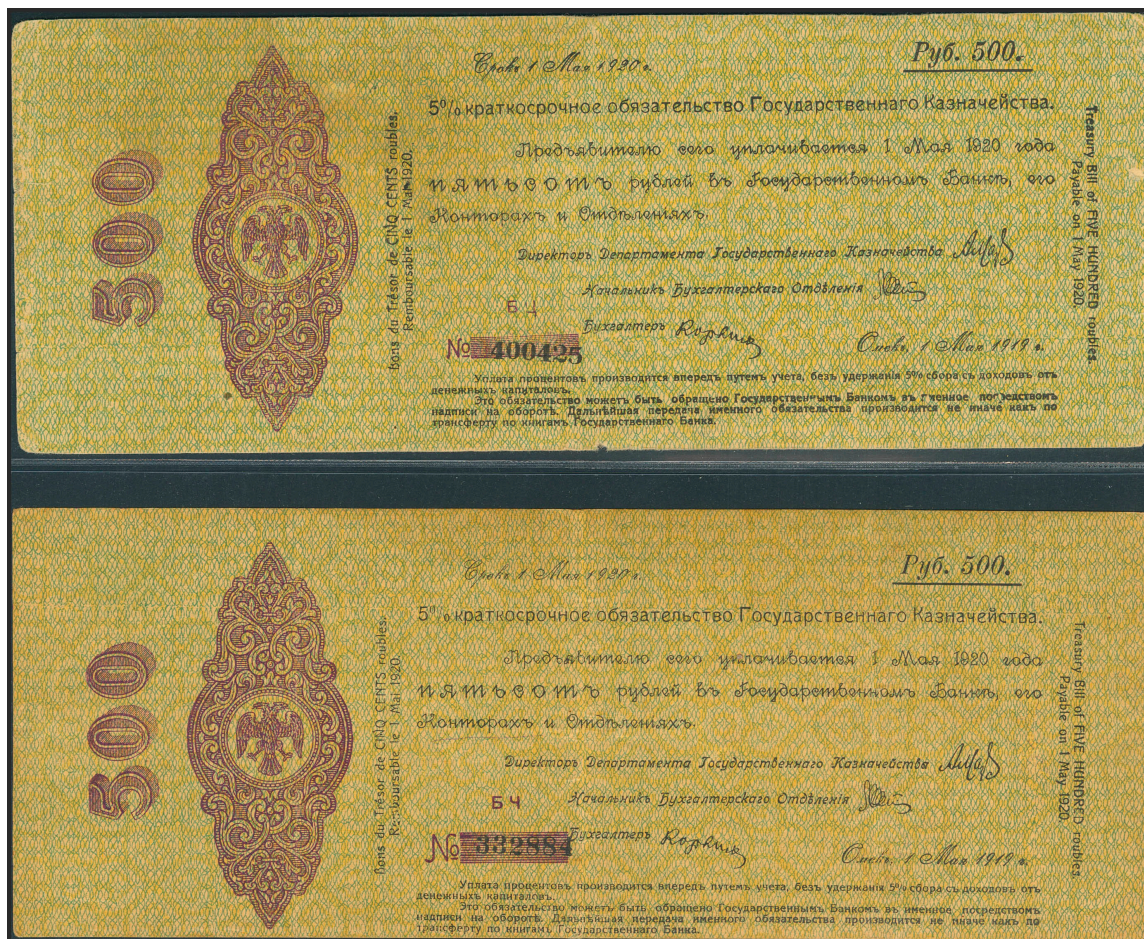 500
Bons du Trésor de CINQ CENTS roubles.
Remboursable le 1 Mai 1920.
Срокъ 1 Мая 1920 г.
Руб. 500.
5% краткосрочное обязательство Государственнаго Казначейства.
Предъявителю сего уплачивается 1 Мая 1920 года
ПЯТЬСОТЪ рублей въ Государственномъ Банкѣ, его
Конторахъ и Отдѣленіяхъ.
Директоръ Департамента Государственнаго Казначейства
Начальникъ Бухгалтерскаго Отдѣленія
Бухгалтеръ
БЦ
№ 400425
Омскъ, 1 Мая 1919 г.
Уплата процентовъ производится впередъ путемъ учета, безъ удержанія 5% сбора съ доходовъ отъ
денежныхъ капиталовъ.
Это обязательство можетъ быть обращено Государственнымъ Банкомъ въ именное посредствомъ
надписи на оборотѣ. Дальнѣйшая передача именного обязательства производится не иначе какъ по
трансферту по книгамъ Государственнаго Банка.
Treasury Bill of FIVE HUNDRED roubles
Payable on 1 May 1920.
500
Bons du Trésor de CINQ CENTS roubles.
Remboursable le 1 Mai 1920.
Срокъ 1 Мая 1920 г.
Руб. 500.
5% краткосрочное обязательство Государственнаго Казначейства.
Предъявителю сего уплачивается 1 Мая 1920 года
ПЯТЬСОТЪ рублей въ Государственномъ Банкѣ, его
Конторахъ и Отдѣленіяхъ.
Директоръ Департамента Государственнаго Казначейства
Начальникъ Бухгалтерскаго Отдѣленія
БЧ
Бухгалтеръ
№ 332884
Омскъ, 1 Мая 1919 г.
Уплата процентовъ производится впередъ путемъ учета, безъ удержанія 5% сбора съ доходовъ отъ
денежныхъ капиталовъ.
Это обязательство можетъ быть обращено Государственнымъ Банкомъ въ именное посредствомъ
надписи на оборотѣ. Дальнѣйшая передача именного обязательства производится не иначе какъ по
трансферту по книгамъ Государственнаго Банка.
Treasury Bill of FIVE HUNDRED roubles.
Payable on 1 May 1920.